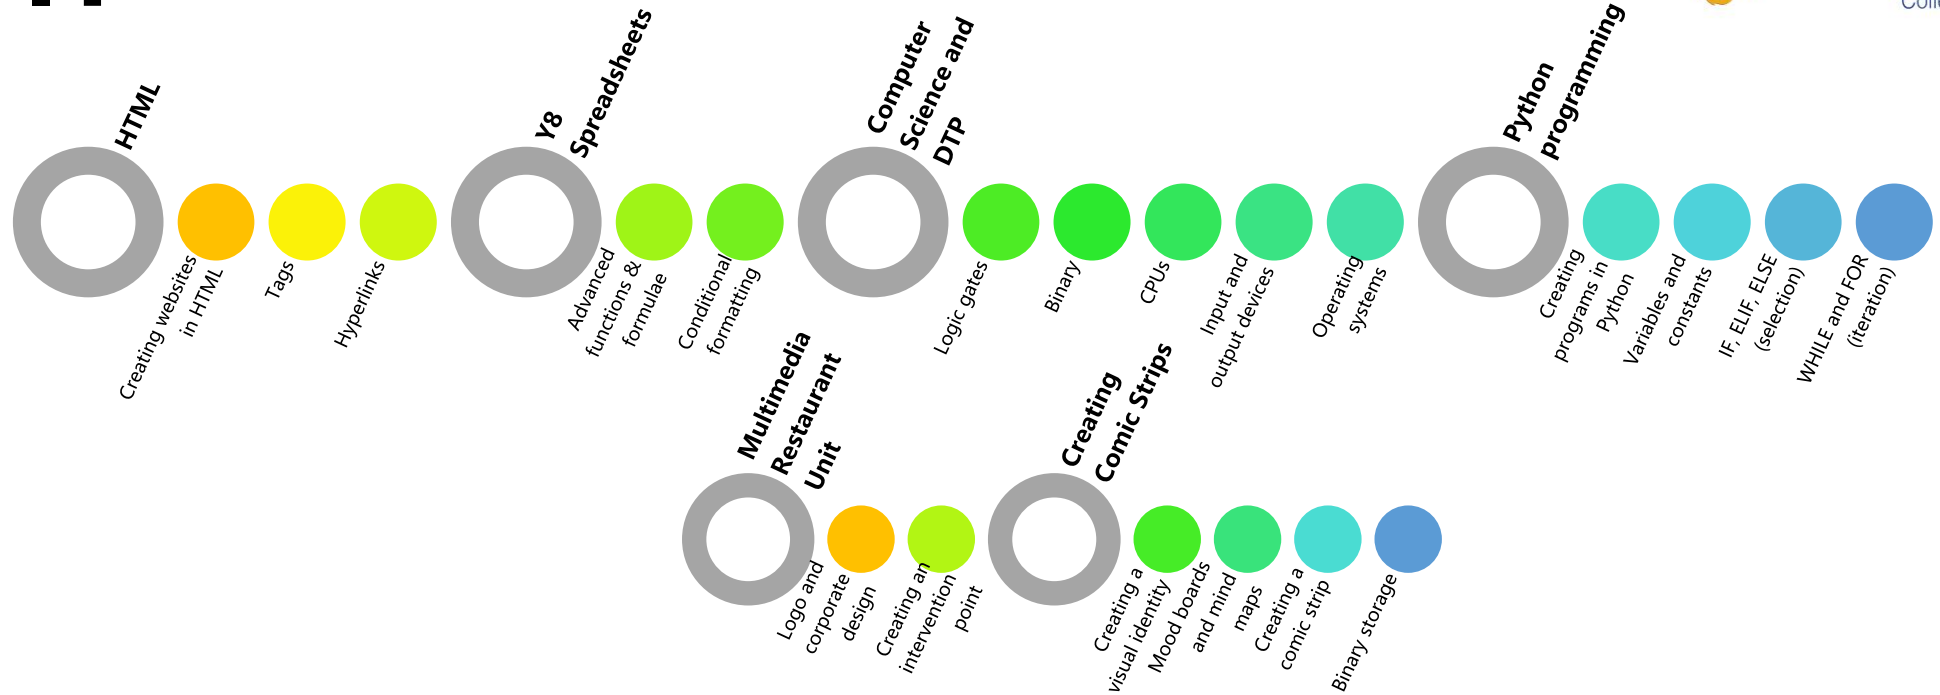 HTML
Creating websites
in HTML
Tags
Hyperlinks
Y8
Spreadsheets
Advanced
functions &
formulae
Conditional
formatting
Computer
Science and
DTP
Logic gates
Binary
CPUs
Input and
output devices
Operating
systems
Python
programming
Creating
programs in
Python
Variables and
constants
IF, ELIF, ELSE
(selection)
WHILE and FOR
(iteration)
Multimedia
Restaurant
Unit
Logo and
corporate
design
Creating an
intervention
point
Creating
Comic Strips
Creating a
visual identity
Mood boards
and mind
maps
Creating a
comic strip
Binary storage